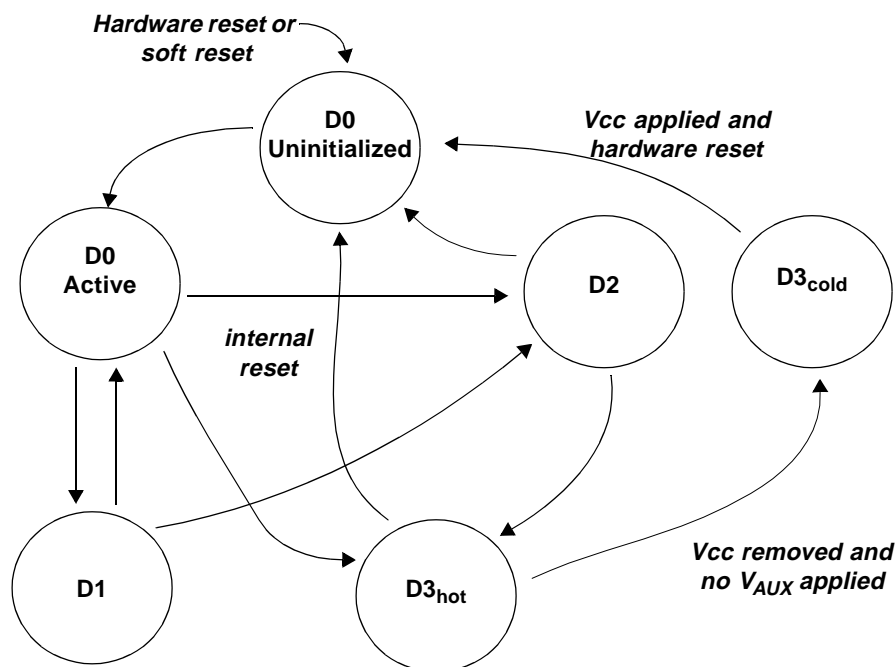 Hardware reset or
soft reset
D0
Uninitialized
Vcc applied and
hardware reset
D0
Active
D2
D3cold
internal
reset
D1
D3hot
Vcc removed and
no VAUX applied